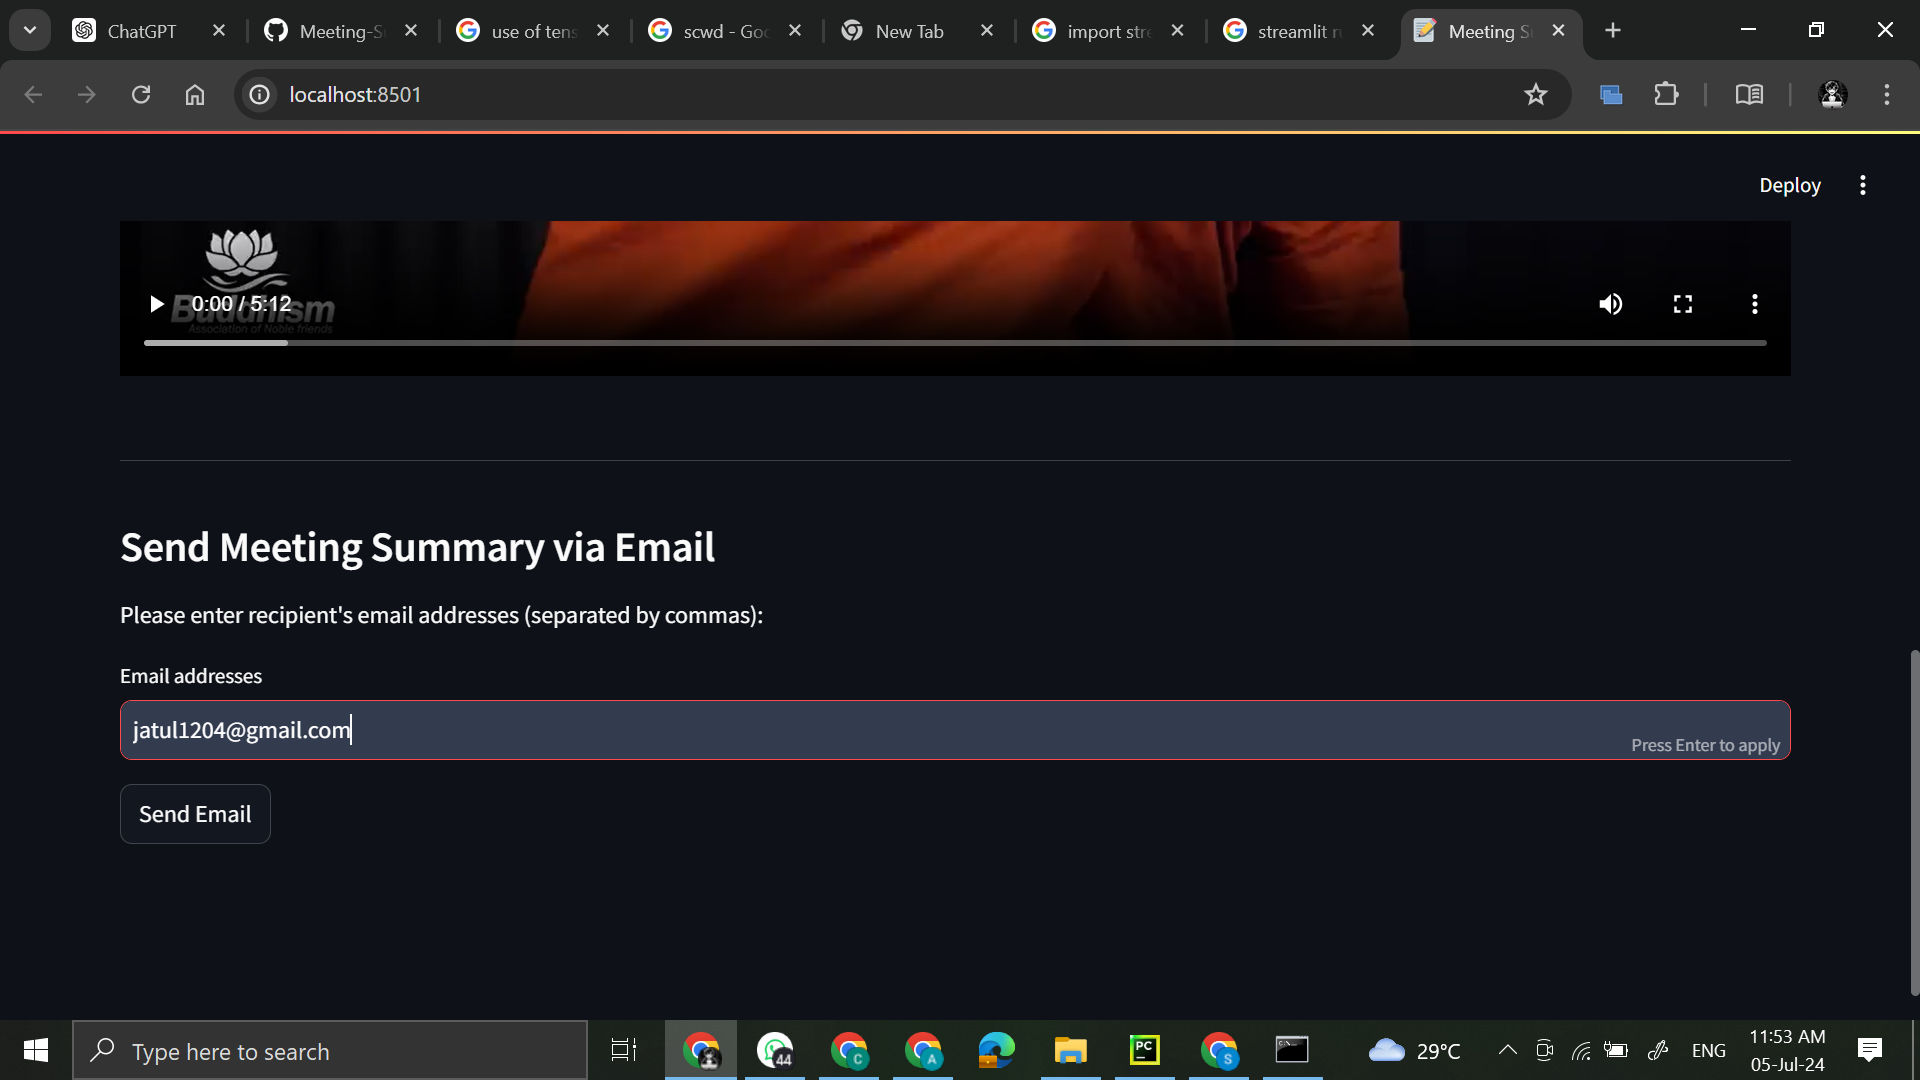 ChatGPT
Meeting-S
use of tens
scwd - Goo
New Tab
import stre
streamlit ru
Meeting S
localhost:8501
Deploy
Buddhism
Association of Noble friends
0:00 / 5:12
Send Meeting Summary via Email
Please enter recipient's email addresses (separated by commas):
Email addresses
jatul1204@gmail.com
Press Enter to apply
Send Email
Type here to search
44
C
A
PC
S
29°C
ENG
11:53 AM
05-Jul-24